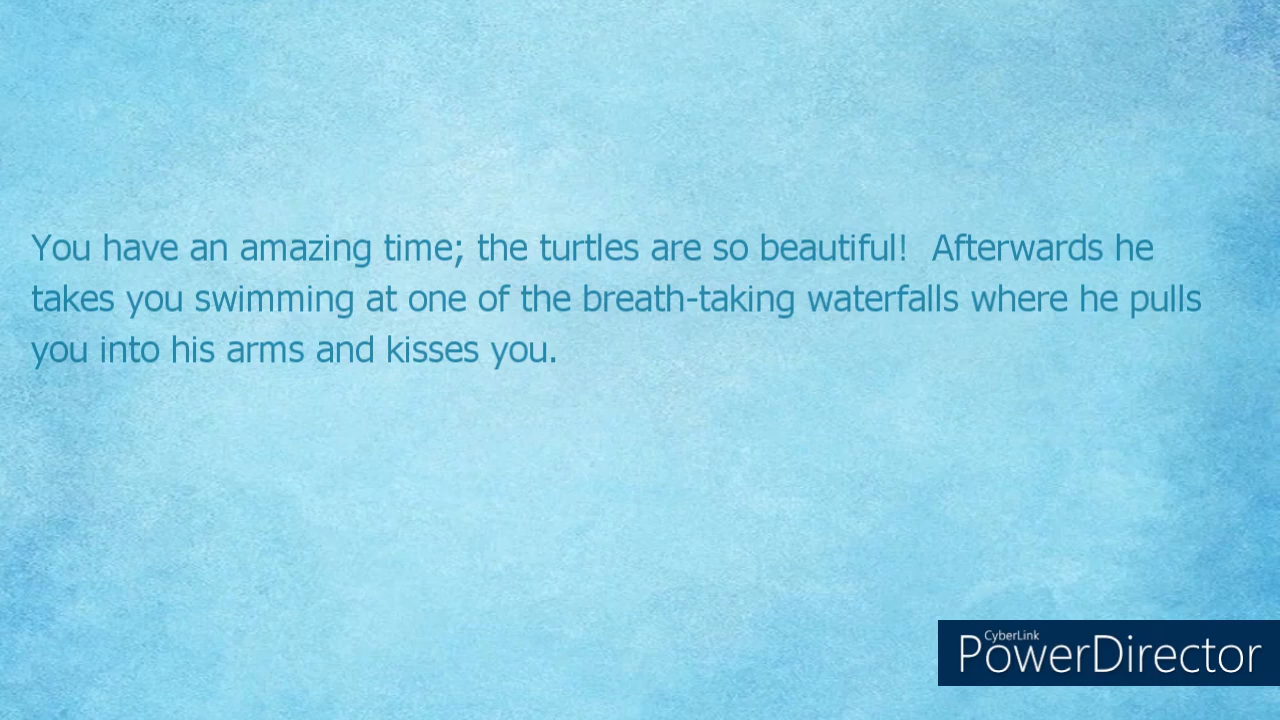 You have an amazing time; the turtles are so beautiful!  Afterwards he
takes you swimming at one of the breath-taking waterfalls where he pulls
you into his arms and kisses you.
CyberLink
PowerDirector